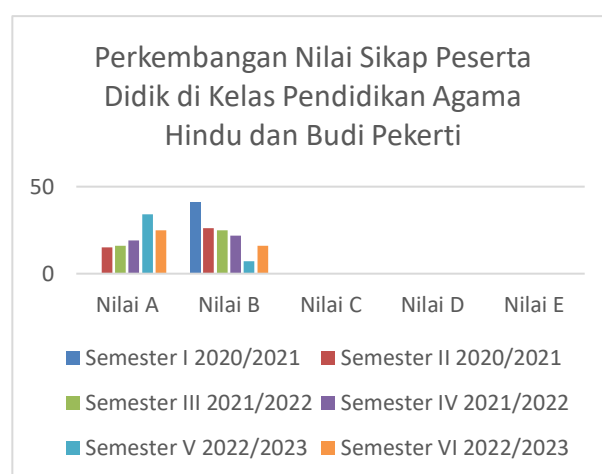 Perkembangan Nilai Sikap Peserta
Didik di Kelas Pendidikan Agama
Hindu dan Budi Pekerti
50
0
Nilai A Nilai B Nilai C Nilai D Nilai E
Semester I 2020/2021 Semester II 2020/2021
Semester III 2021/2022 Semester IV 2021/2022
Semester V 2022/2023 Semester VI 2022/2023